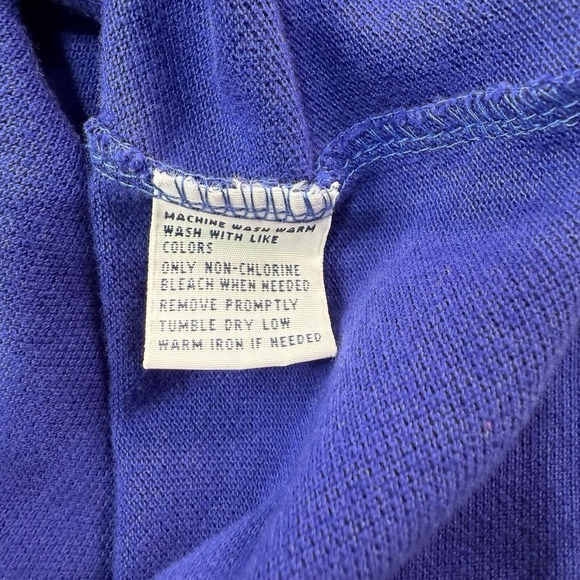 MACHINE WASH WARM
WASH WITH LIKE
COLORS
ONLY NON-CHLORINE
BLEACH WHEN NEEDED
REMOVE PROMPTLY
TUMBLE DRY LOW
WARM IRON IF NEEDED